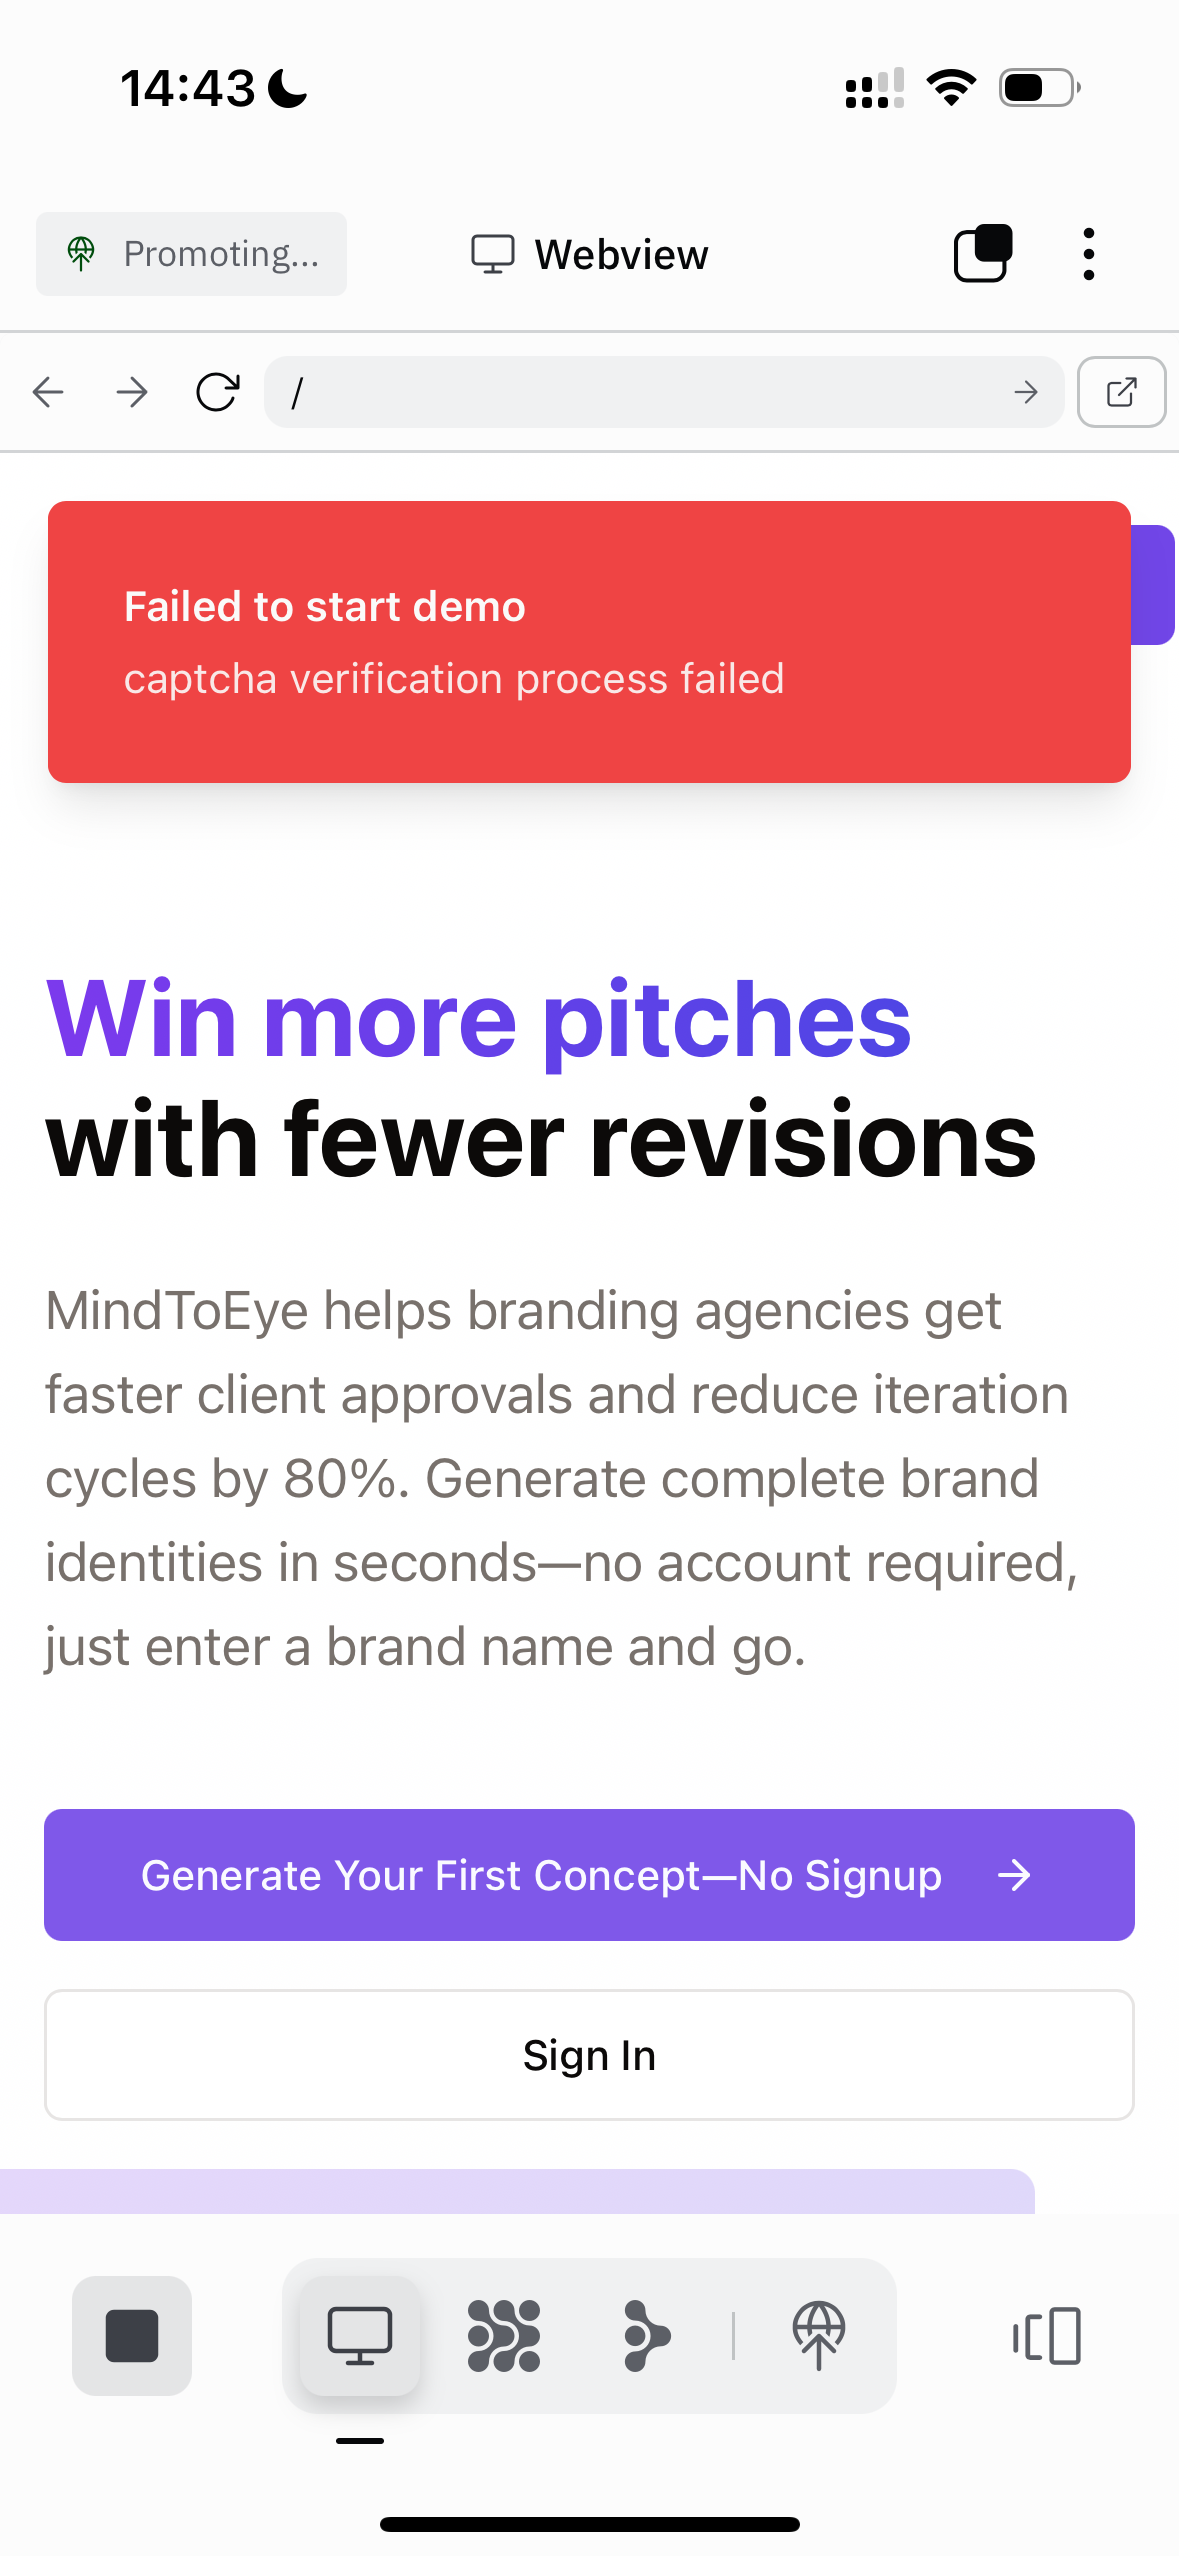 14:43
Promoting...
Webview
/
Failed to start demo
captcha verification process failed
Win more pitches
with fewer revisions
MindToEye helps branding agencies get
faster client approvals and reduce iteration
cycles by 80%. Generate complete brand
identities in seconds—no account required,
just enter a brand name and go.
Generate Your First Concept—No Signup →
Sign In